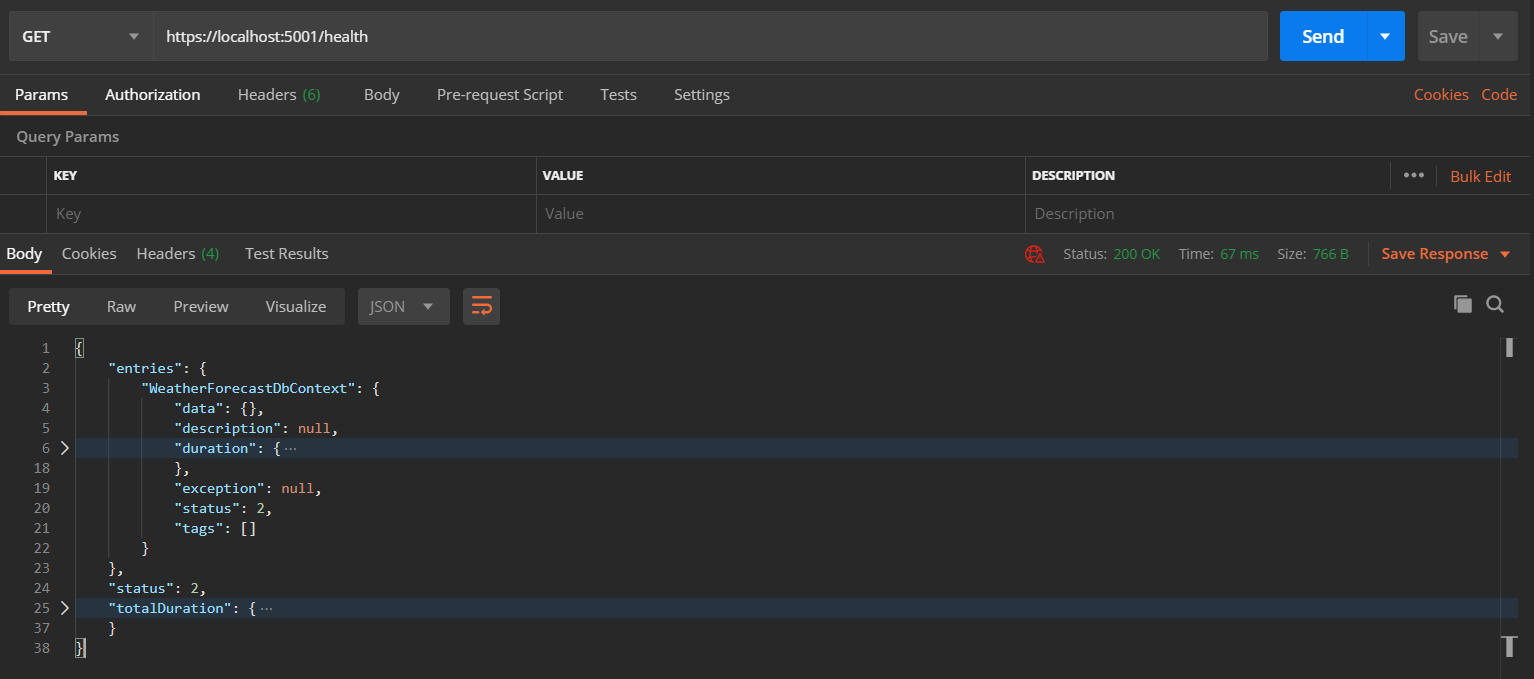 GET https://localhost:5001/health Send Save
Params Authorization Headers (6) Body Pre-request Script Tests Settings Cookies Code
Query Params
KEY VALUE DESCRIPTION ••• Bulk Edit
Key Value Description
Body Cookies Headers (4) Test Results Status: 200 OK Time: 67 ms Size: 766 B Save Response
Pretty Raw Preview Visualize JSON
1 {
2 "entries": {
3 "WeatherForecastDbContext": {
4 "data": {},
5 "description": null,
6 "duration": { ···
18 },
19 "exception": null,
20 "status": 2,
21 "tags": []
22 }
23 },
24 "status": 2,
25 "totalDuration": { ···
37 }
38 }